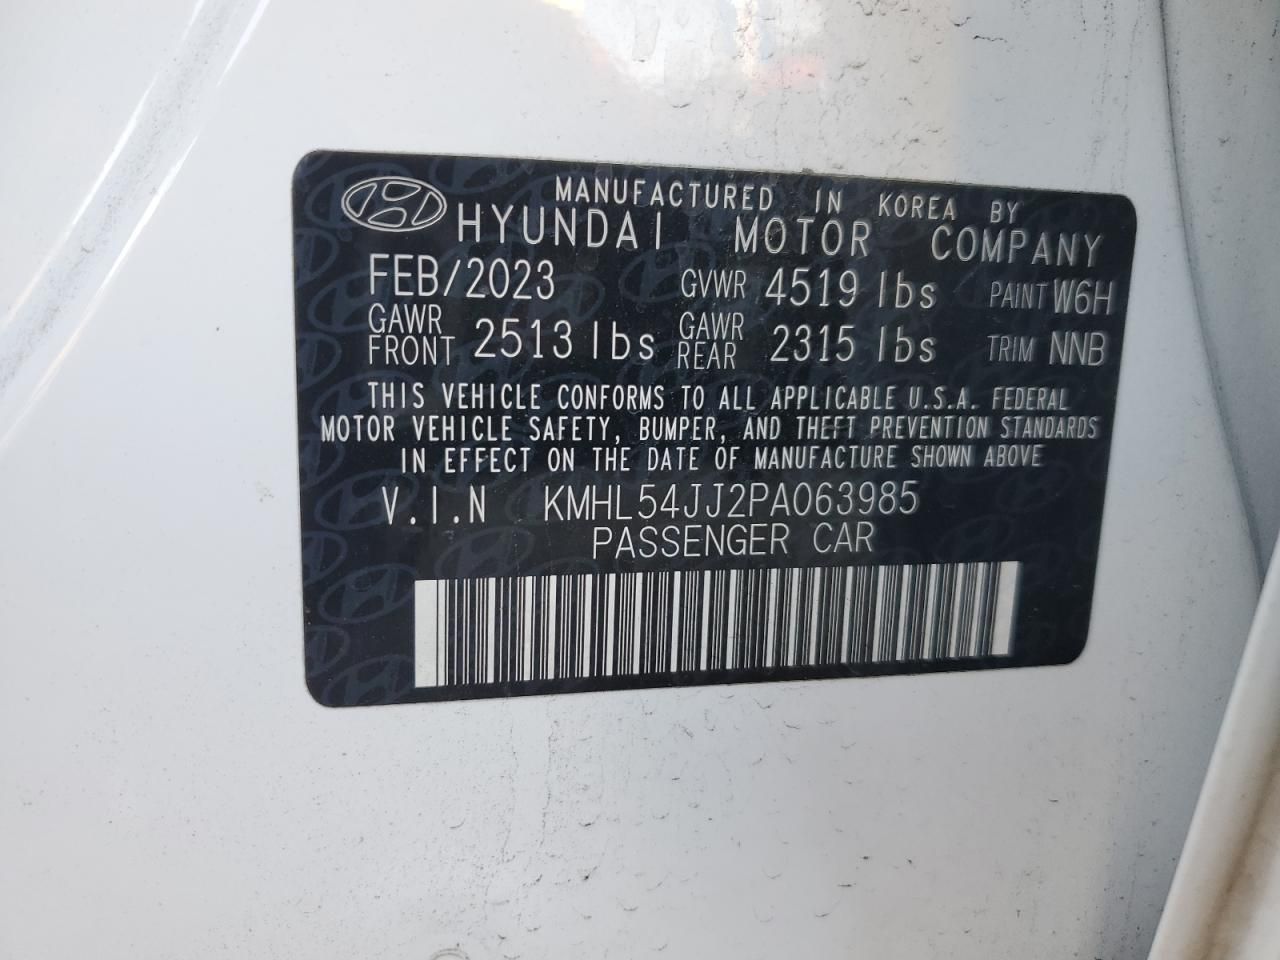 MANUFACTURED IN KOREA BY
HYUNDAI MOTOR COMPANY
FEB/2023 GVWR 4519 lbs PAINT W6H
GAWR FRONT 2513 lbs GAWR REAR 2315 lbs TRIM NNB
THIS VEHICLE CONFORMS TO ALL APPLICABLE U.S.A. FEDERAL
MOTOR VEHICLE SAFETY, BUMPER, AND THEFT PREVENTION STANDARDS
IN EFFECT ON THE DATE OF MANUFACTURE SHOWN ABOVE
V.I.N KMHL54JJ2PA063985
PASSENGER CAR